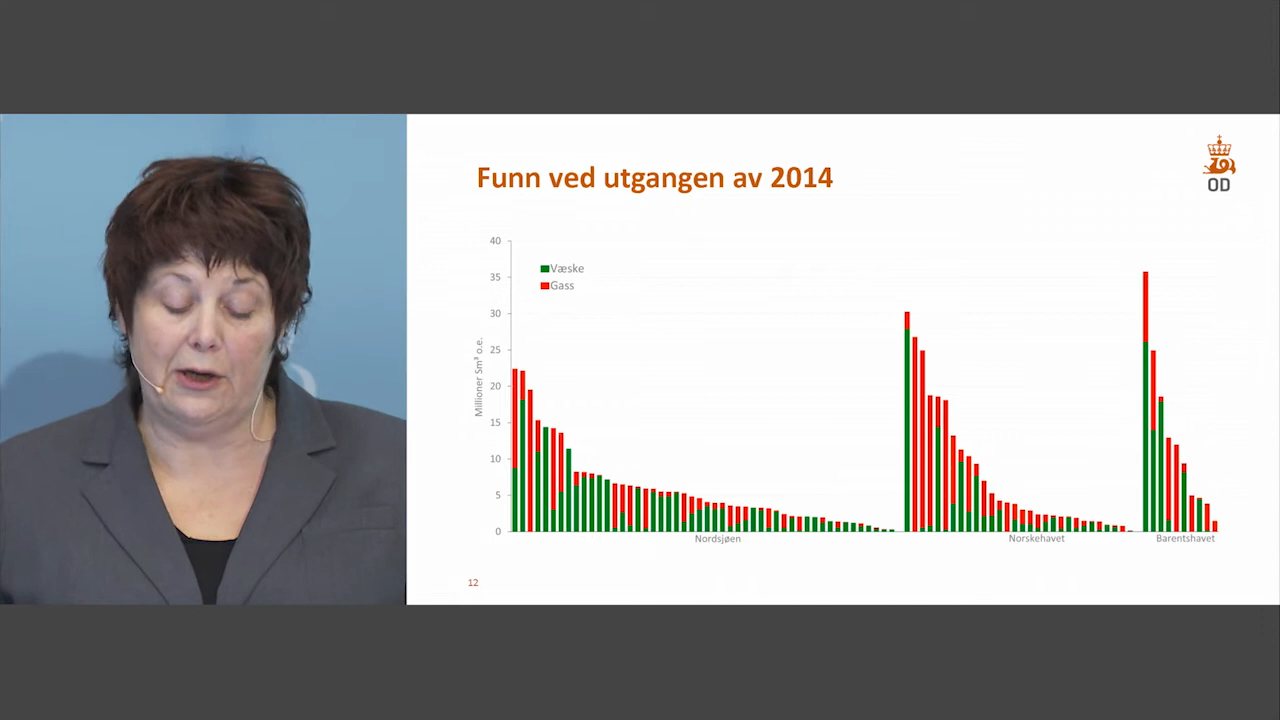 Funn ved utgangen av 2014
OD
40
35
30
25
20
15
10
5
0
Millioner Sm³ o.e.
Væske
Gass
Nordsjøen
Norskehavet
Barentshavet
12